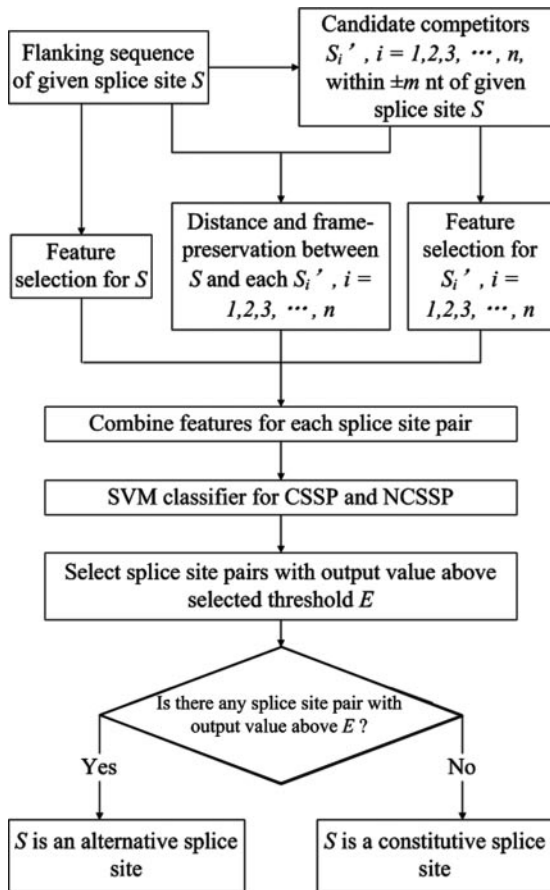 Flanking sequence
of given splice site S
Candidate competitors
Si’ , i = 1,2,3, ⋯, n,
within ±m nt of given
splice site S
Feature
selection for S
Distance and frame-
preservation between
S and each Si’ , i =
1,2,3, ⋯, n
Feature
selection for
Si’ , i =
1,2,3, ⋯, n
Combine features for each splice site pair
SVM classifier for CSSP and NCSSP
Select splice site pairs with output value above
selected threshold E
Is there any splice site pair with
output value above E ?
Yes
No
S is an alternative splice
site
S is a constitutive splice
site